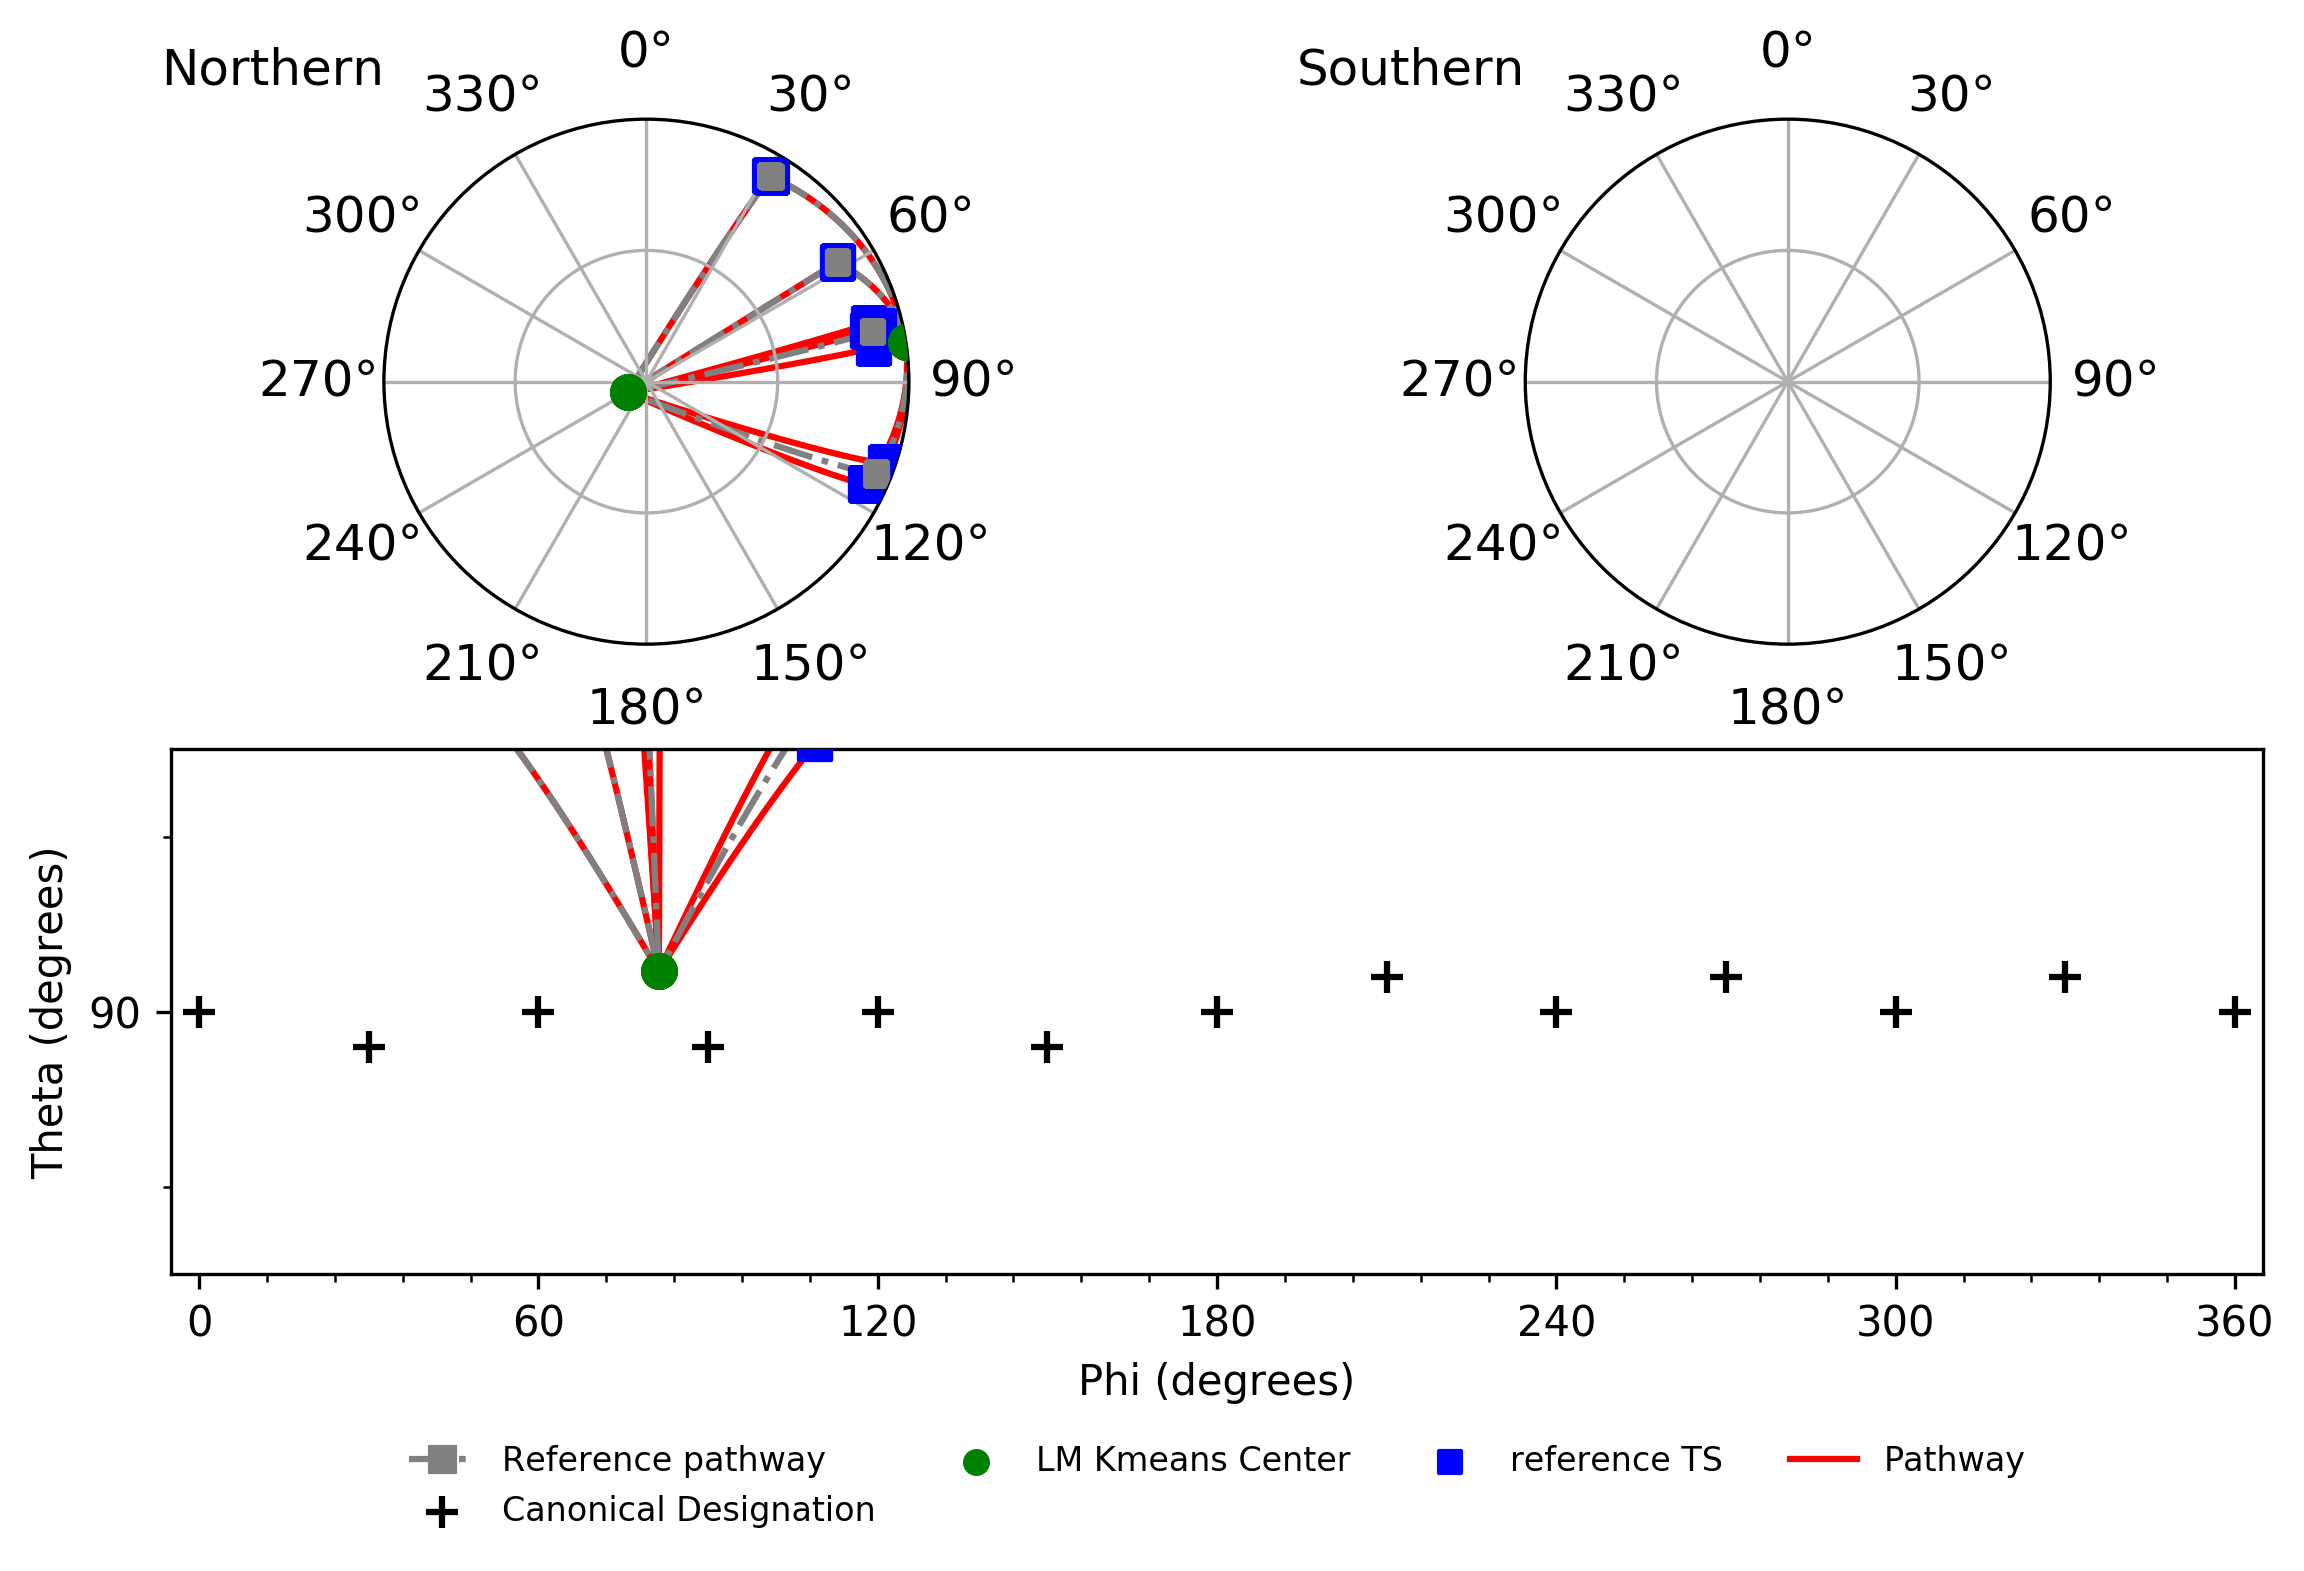 Northern
0°
30°
60°
90°
120°
150°
180°
210°
240°
270°
300°
330°
Southern
0°
30°
60°
90°
120°
150°
180°
210°
240°
270°
300°
330°
Theta (degrees)
90
0 60 120 180 240 300 360
Phi (degrees)
Reference pathway
Canonical Designation
LM Kmeans Center
reference TS
Pathway